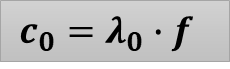 c₀ = λ₀ · f